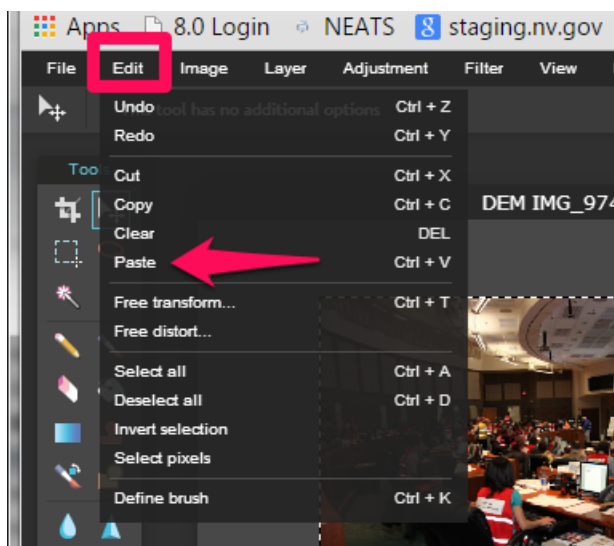 Apps 8.0 Login NEATS 8 staging.nv.gov
File Edit Image Layer Adjustment Filter View
tool has no additional options
Undo Ctrl + Z
Redo Ctrl + Y
Tools
Cut Ctrl + X
Copy Ctrl + C
DEM IMG_974
Clear DEL
Paste Ctrl + V
Free transform... Ctrl + T
Free distort...
Select all Ctrl + A
Deselect all Ctrl + D
Invert selection
Select pixels
Define brush Ctrl + K